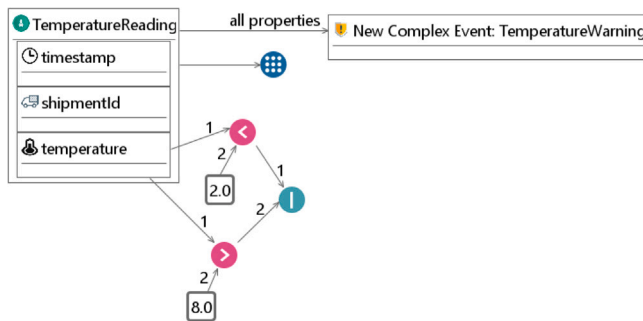 TemperatureReading
all properties
New Complex Event: TemperatureWarning
timestamp
shipmentId
temperature
1
<
2
1
2.0
2
|
1
>
2
8.0